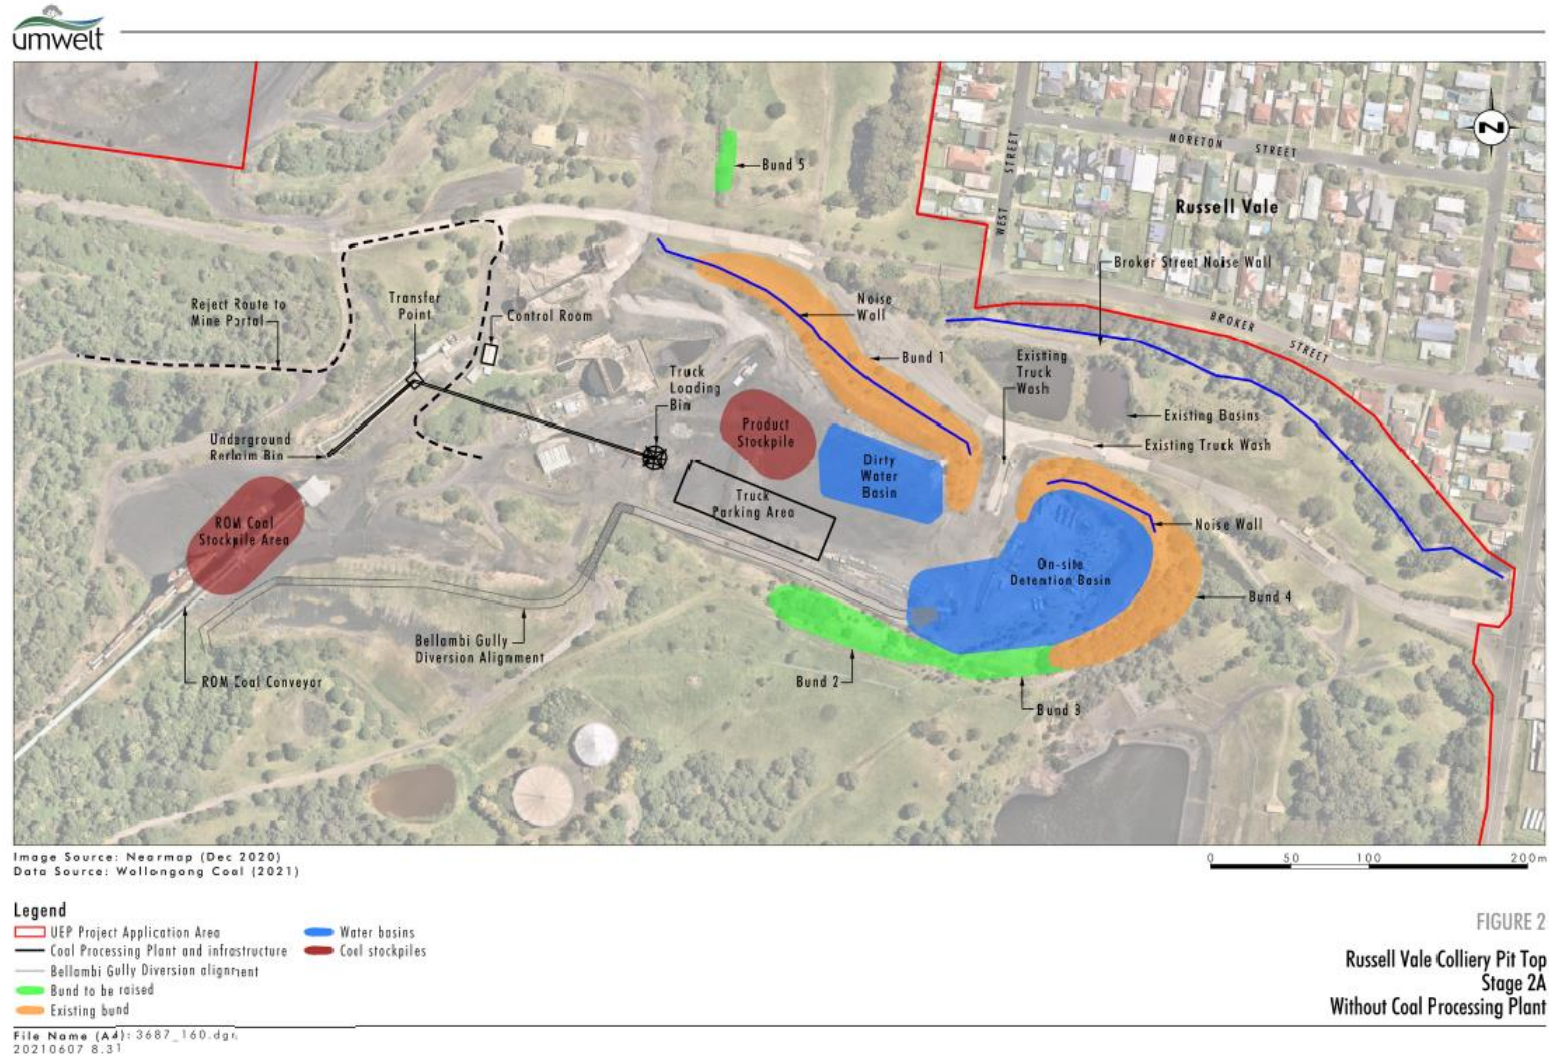 umwelt
Bund 5
MORETON STREET
WEST STREET
N
Russell Vale
Broker Street Noise Wall
BROKER STREET
Reject Route to
Mine Portal
Transfer
Point
Control Room
Noise
Wall
Bund 1
Existing
Truck
Wash
Truck
Loading
Bin
Existing Basins
Product
Stockpile
Existing Truck Wash
Underground
Reclaim Bin
Dirty
Water
Basin
Truck
Parking Area
ROM Coal
Stockpile Area
Noise Wall
On-site
Detention Basin
Bund 4
Bellambi Gully
Diversion Alignment
ROM Coal Conveyor
Bund 2
Bund 3
Image Source: Nearmap (Dec 2020)
Data Source: Wollongong Coal (2021)
0 50 100 200m
Legend
UEP Project Application Area
Coal Processing Plant and infrastructure
Bellambi Gully Diversion alignment
Bund to be raised
Existing bund
Water basins
Coal stockpiles
FIGURE 2
Russell Vale Colliery Pit Top
Stage 2A
Without Coal Processing Plant
File Name (A4): 3687_160.dgn
20210607 8.31